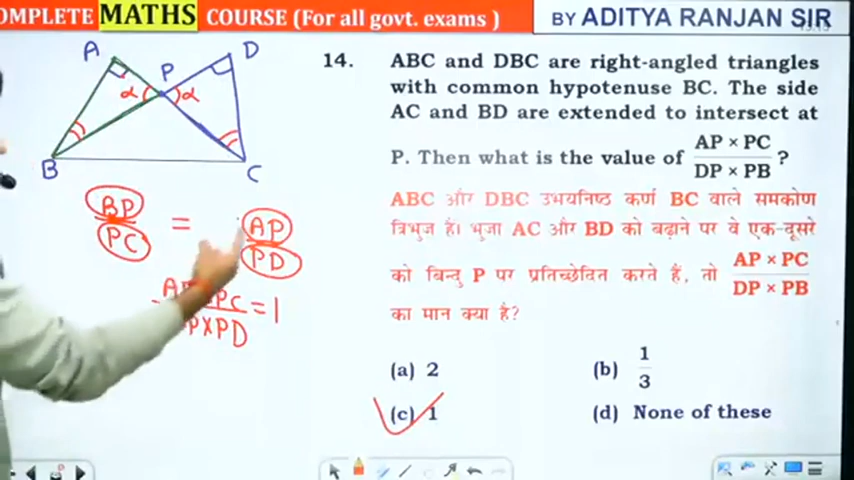 OMPLETE MATHS COURSE (For all govt. exams )
BY ADITYA RANJAN SIR
A
D
P
α
α
B
C
BP
PC
=
AP
PD
PC = 1
P×PD
14. ABC and DBC are right-angled triangles
with common hypotenuse BC. The side
AC and BD are extended to intersect at
P. Then what is the value of AP × PC / DP × PB ?
ABC और DBC उभयनिष्ठ कर्ण BC वाले समकोण
त्रिभुज हैं। भुजा AC और BD को बढ़ाने पर वे एक-दूसरे
को बिन्दु P पर प्रतिच्छेदित करते हैं, तो AP × PC / DP × PB
का मान क्या है?
(a) 2
(b) 1/3
(c) 1
(d) None of these